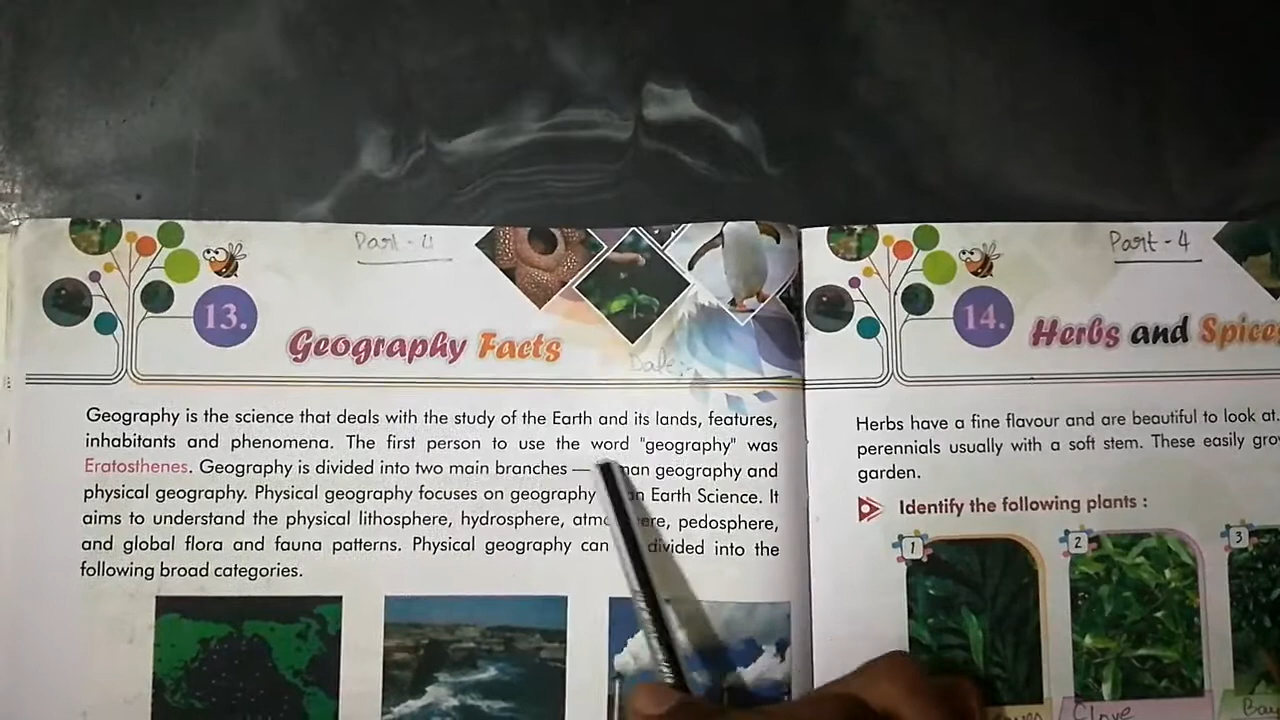 Part - 4
13.
Geography Facts
Date:-
Geography is the science that deals with the study of the Earth and its lands, features,
inhabitants and phenomena. The first person to use the word "geography" was
Eratosthenes. Geography is divided into two main branches — geography and
physical geography. Physical geography focuses on geography Earth Science. It
aims to understand the physical lithosphere, hydrosphere, pedosphere,
and global flora and fauna patterns. Physical geography can divided into the
following broad categories.
Part - 4
14.
Herbs and
Herbs have a fine flavour and are beautiful to look at.
perennials usually with a soft stem. These easily
garden.
Identify the following plants :
1
2
3
Clove